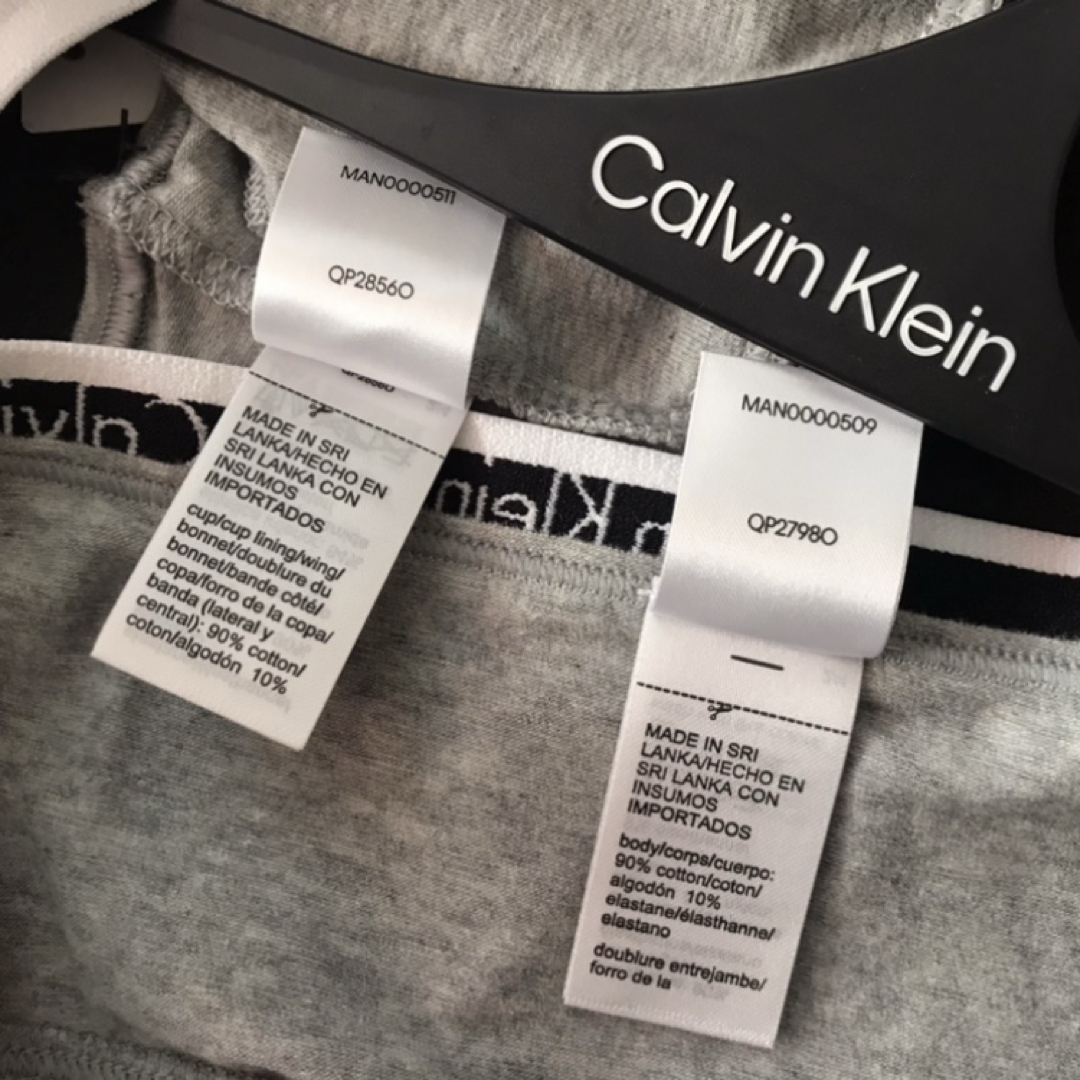 Calvin Klein
MAN0000511
QP2856O
QP2856O
MADE IN SRI
LANKA/HECHO EN
SRI LANKA CON
INSUMOS
IMPORTADOS
cup/cup lining/wing/
bonnet/doublure du
bonnet/bande côté/
copa/forro de la copa/
banda (lateral y
central): 90% cotton/
coton/algodón 10%
MAN0000509
QP2798O
MADE IN SRI
LANKA/HECHO EN
SRI LANKA CON
INSUMOS
IMPORTADOS
body/corps/cuerpo:
90% cotton/coton/
algodón 10%
elastane/élasthanne/
elastano
doublure entrejambe/
forro de la
Calvin Klein